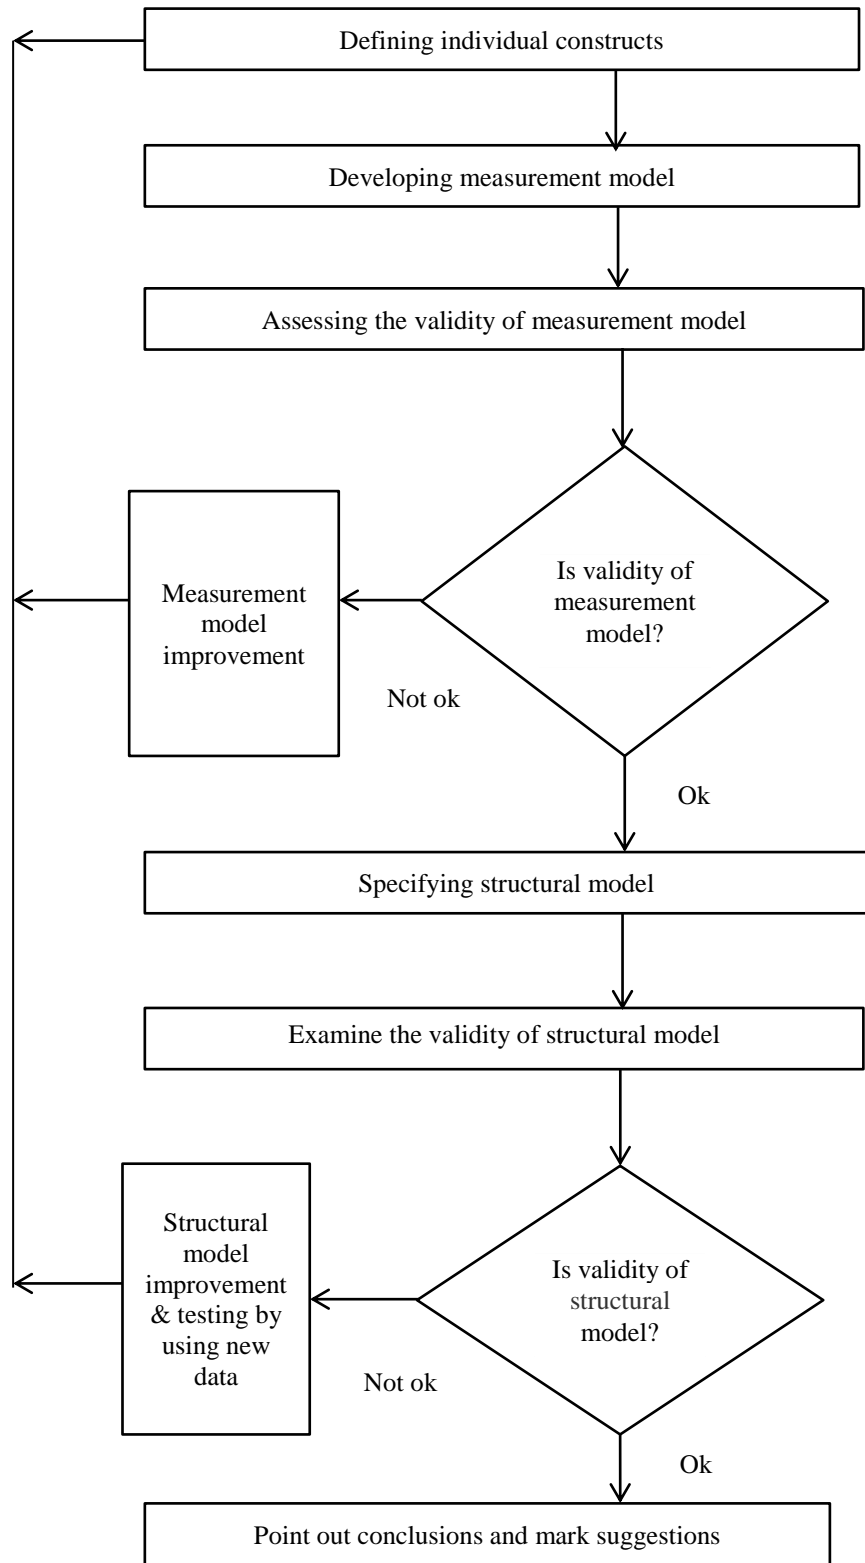 Defining individual constructs
Developing measurement model
Assessing the validity of measurement model
Is validity of
measurement
model?
Measurement
model
improvement
Not ok
Ok
Specifying structural model
Examine the validity of structural model
Is validity of
structural
model?
Structural
model
improvement
& testing by
using new
data
Not ok
Ok
Point out conclusions and mark suggestions